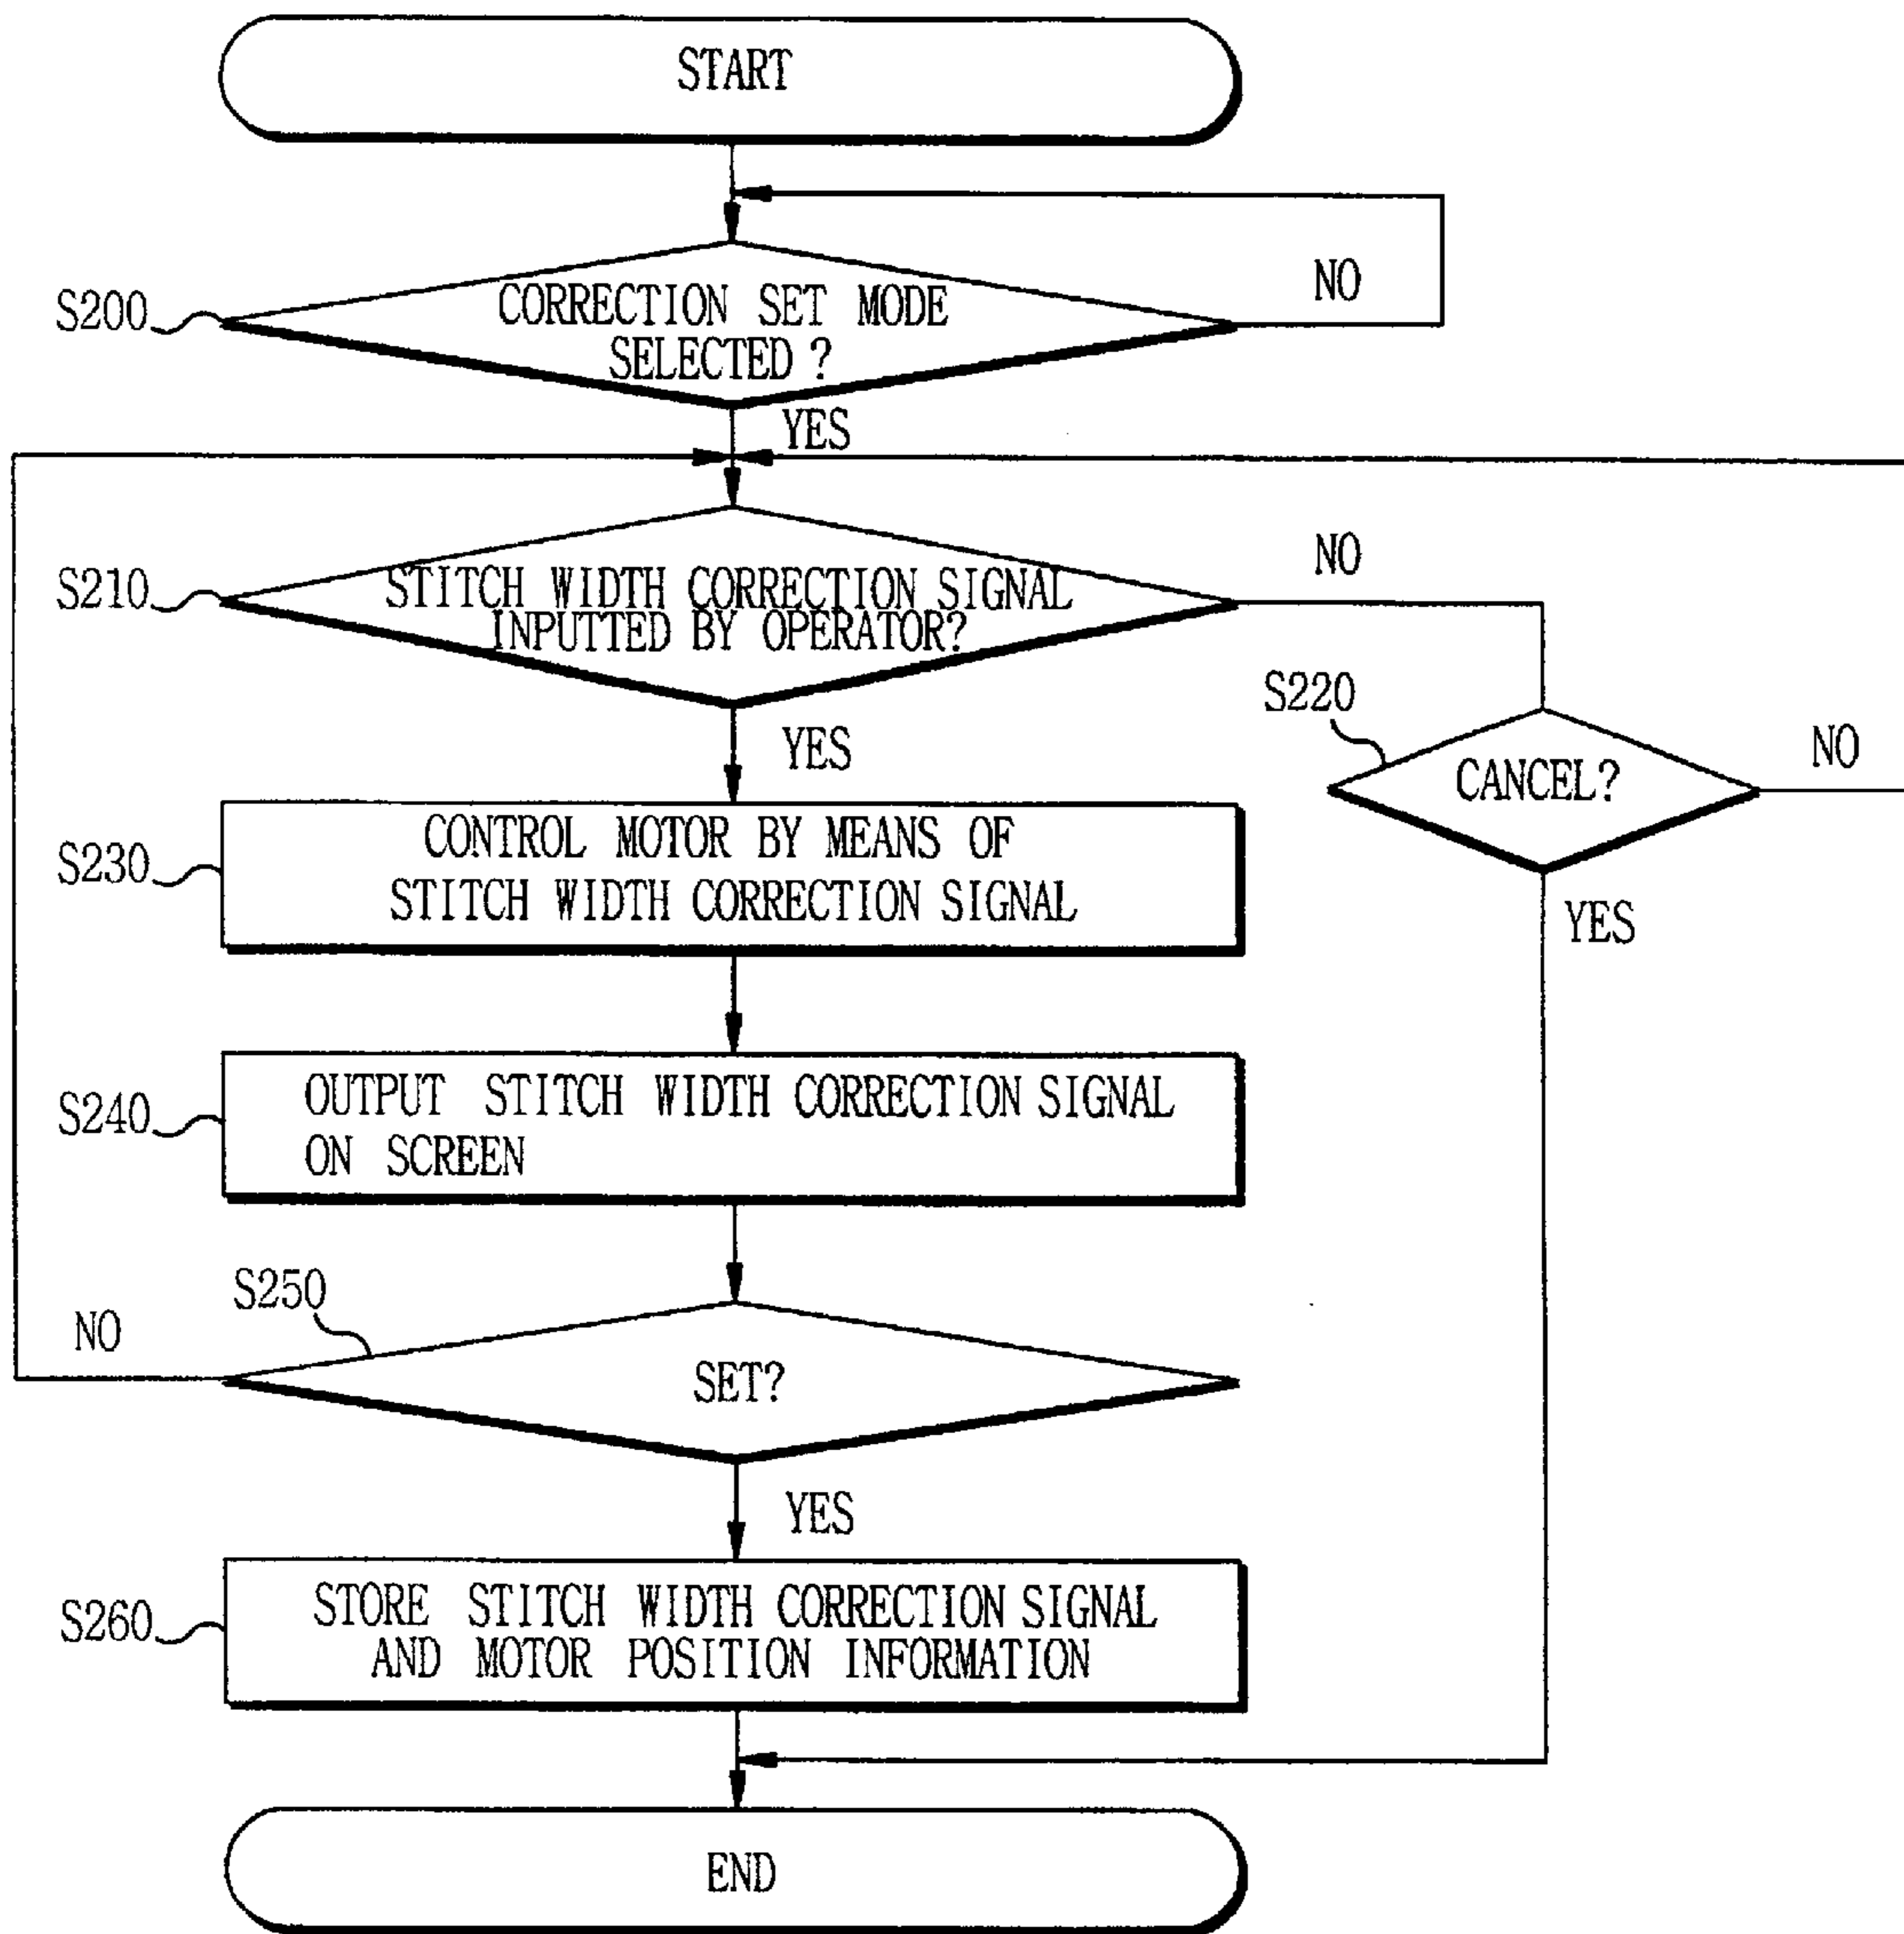 START
NO
S200
CORRECTION SET MODE
SELECTED ?
YES
NO
S210
STITCH WIDTH CORRECTION SIGNAL
INPUTTED BY OPERATOR?
S220
YES
NO
CANCEL?
S230
CONTROL MOTOR BY MEANS OF
STITCH WIDTH CORRECTION SIGNAL
YES
S240
OUTPUT STITCH WIDTH CORRECTION SIGNAL
ON SCREEN
S250
NO
SET?
YES
S260
STORE STITCH WIDTH CORRECTION SIGNAL
AND MOTOR POSITION INFORMATION
END